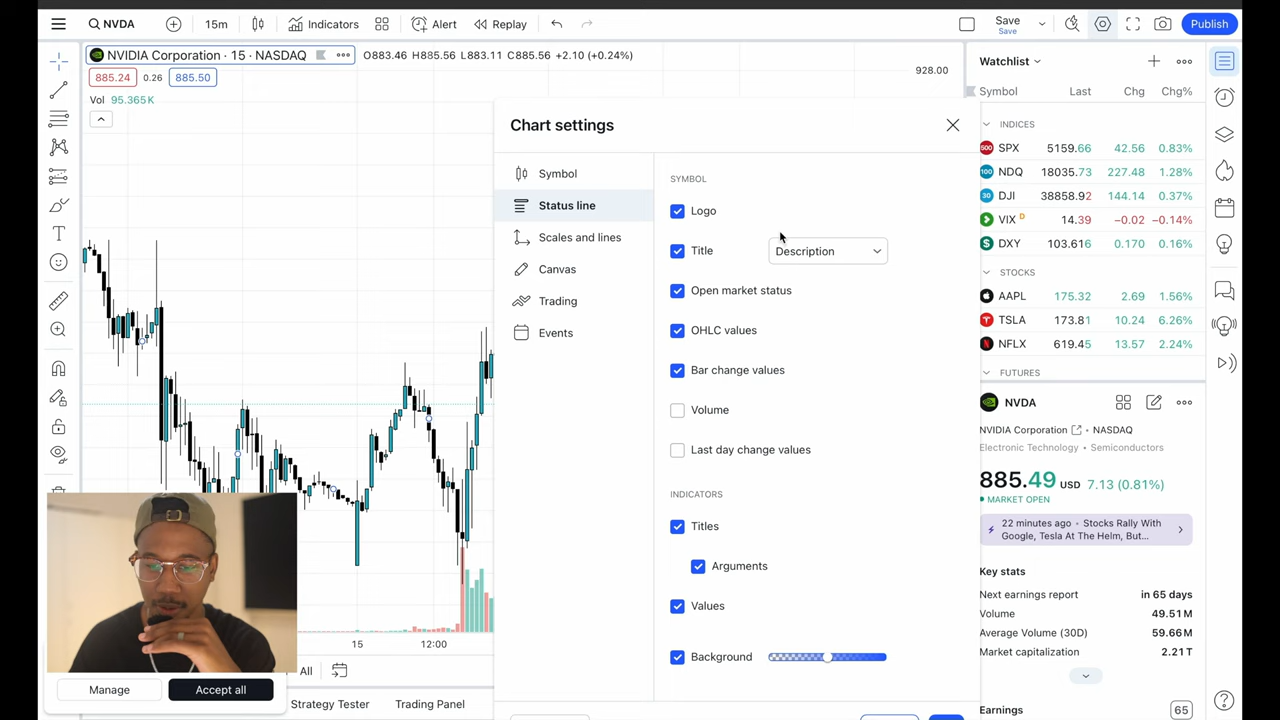 NVDA
15m
Indicators
Alert
Replay
Save
Save
Publish
NVIDIA Corporation · 15 · NASDAQ
O883.46 H885.56 L883.11 C885.56 +2.10 (+0.24%)
885.24
0.26
885.50
Vol 95.365K
928.00
Chart settings
Symbol
Status line
Scales and lines
Canvas
Trading
Events
SYMBOL
Logo
Title
Description
Open market status
OHLC values
Bar change values
Volume
Last day change values
INDICATORS
Titles
Arguments
Values
Background
15
12:00
All
Manage
Accept all
Strategy Tester
Trading Panel
Watchlist
Symbol Last Chg Chg%
INDICES
500 SPX 5159.66 42.56 0.83%
100 NDQ 18035.73 227.48 1.28%
30 DJI 38858.92 144.14 0.37%
VIX D 14.39 −0.02 −0.14%
$ DXY 103.616 0.170 0.16%
STOCKS
AAPL 175.32 2.69 1.56%
TSLA 173.81 10.24 6.26%
NFLX 619.45 13.57 2.24%
FUTURES
NVDA
NVIDIA Corporation • NASDAQ
Electronic Technology • Semiconductors
885.49 USD 7.13 (0.81%)
MARKET OPEN
22 minutes ago • Stocks Rally With
Google, Tesla At The Helm, But...
Key stats
Next earnings report in 65 days
Volume 49.51M
Average Volume (30D) 59.66M
Market capitalization 2.21T
Earnings 65